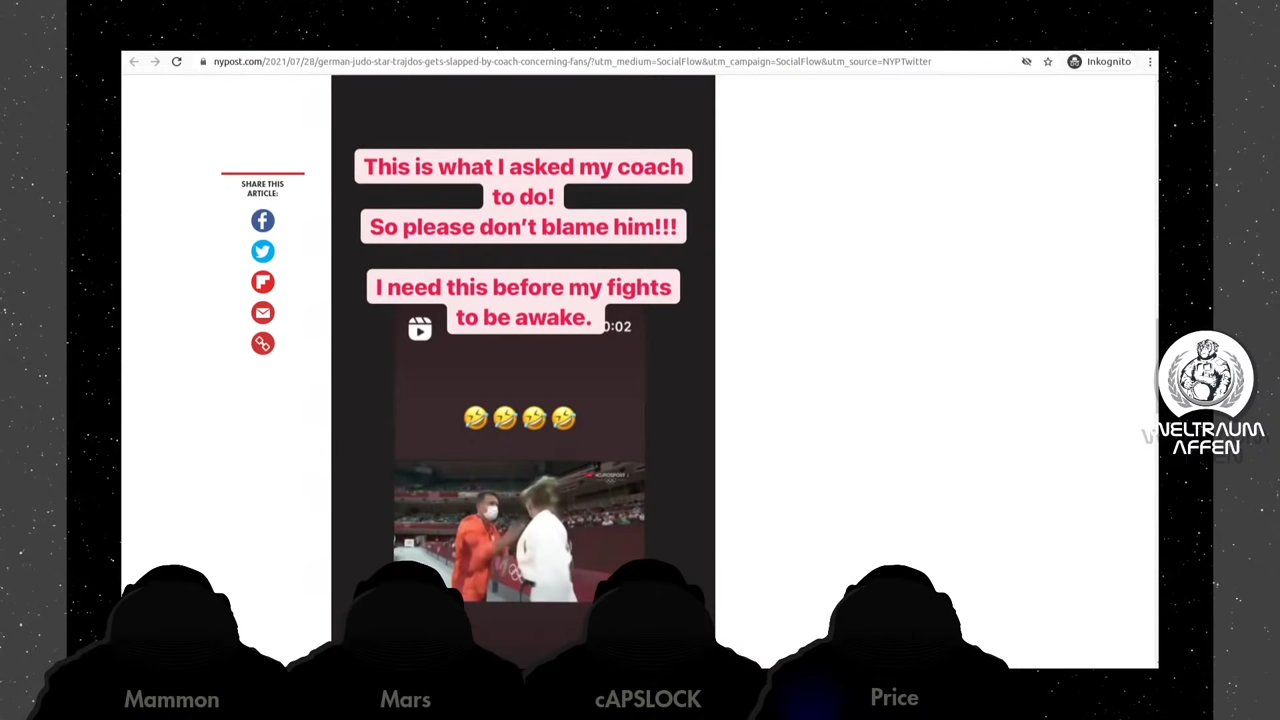 nypost.com/2021/07/28/german-judo-star-trajdos-gets-slapped-by-coach-concerning-fans/?utm_medium=SocialFlow&utm_campaign=SocialFlow&utm_source=NYPTwitter
Inkognito
SHARE THIS
ARTICLE:
This is what I asked my coach
to do!
So please don't blame him!!!
I need this before my fights
to be awake.
0:02
🤣🤣🤣🤣
WELTRAUM
AFFEN
Mammon
Mars
cAPSLOCK
Price